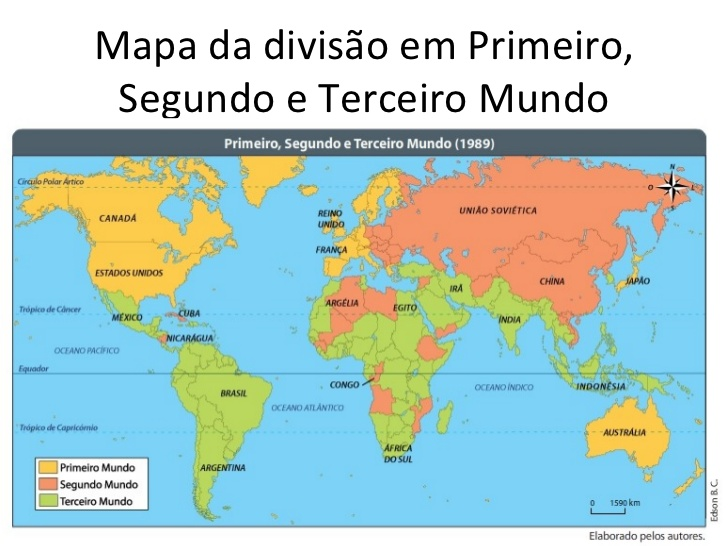 Mapa da divisão em Primeiro,
Segundo e Terceiro Mundo
Primeiro, Segundo e Terceiro Mundo (1989)
Círculo Polar Ártico
N
O
L
S
CANADÁ
REINO
UNIDO
UNIÃO SOVIÉTICA
FRANÇA
ESTADOS UNIDOS
IRÃ
CHINA
JAPÃO
Trópico de Câncer
MÉXICO
CUBA
ARGÉLIA
EGITO
ÍNDIA
NICARÁGUA
OCEANO PACÍFICO
Equador
CONGO
OCEANO ÍNDICO
INDONÉSIA
BRASIL
OCEANO ATLÂNTICO
Trópico de Capricórnio
AUSTRÁLIA
ÁFRICA
DO SUL
ARGENTINA
Primeiro Mundo
Segundo Mundo
Terceiro Mundo
0 1590 km
Edson B.C.
Elaborado pelos autores.